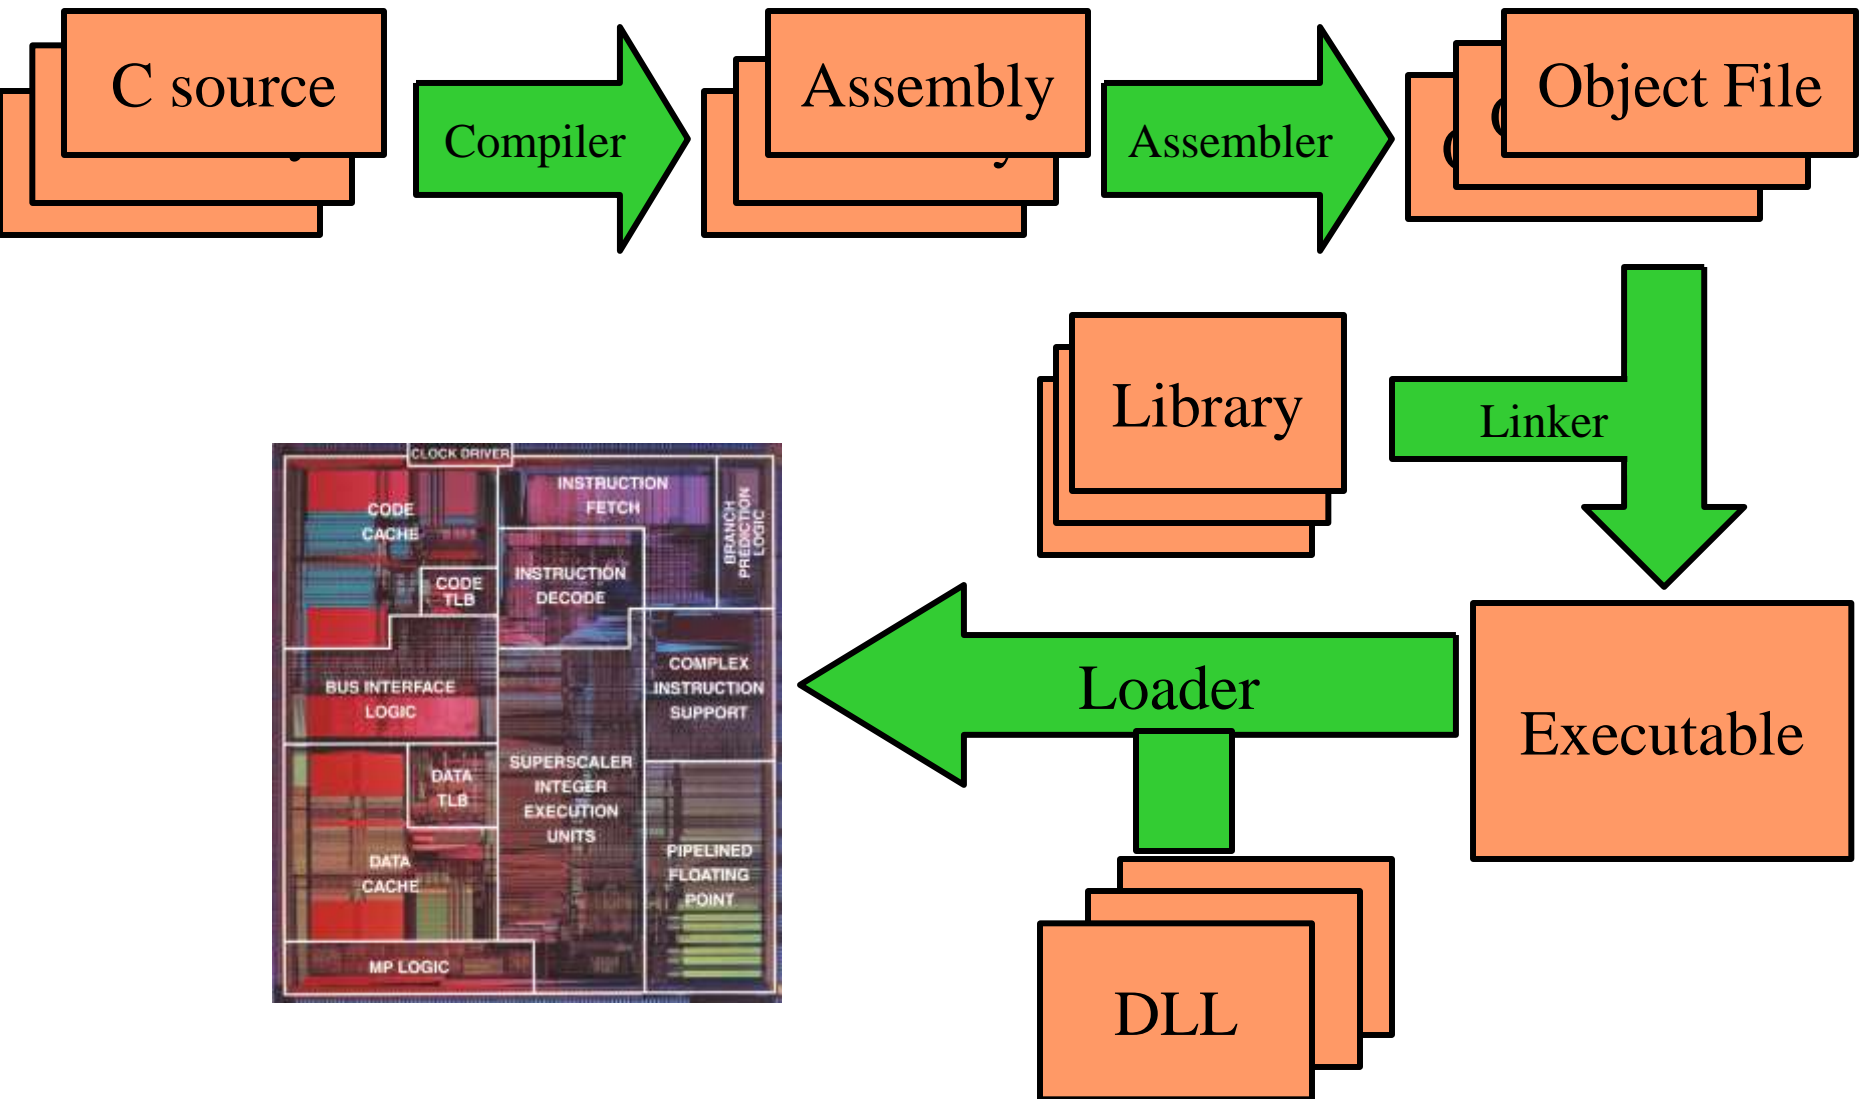 C source
Compiler
Assembly
Assembler
Object File
Library
Linker
CLOCK DRIVER
CODE
CACHE
INSTRUCTION
FETCH
BRANCH
PREDICTION
LOGIC
CODE
TLB
INSTRUCTION
DECODE
BUS INTERFACE
LOGIC
COMPLEX
INSTRUCTION
SUPPORT
DATA
TLB
SUPERSCALER
INTEGER
EXECUTION
UNITS
DATA
CACHE
PIPELINED
FLOATING
POINT
MP LOGIC
Loader
Executable
DLL